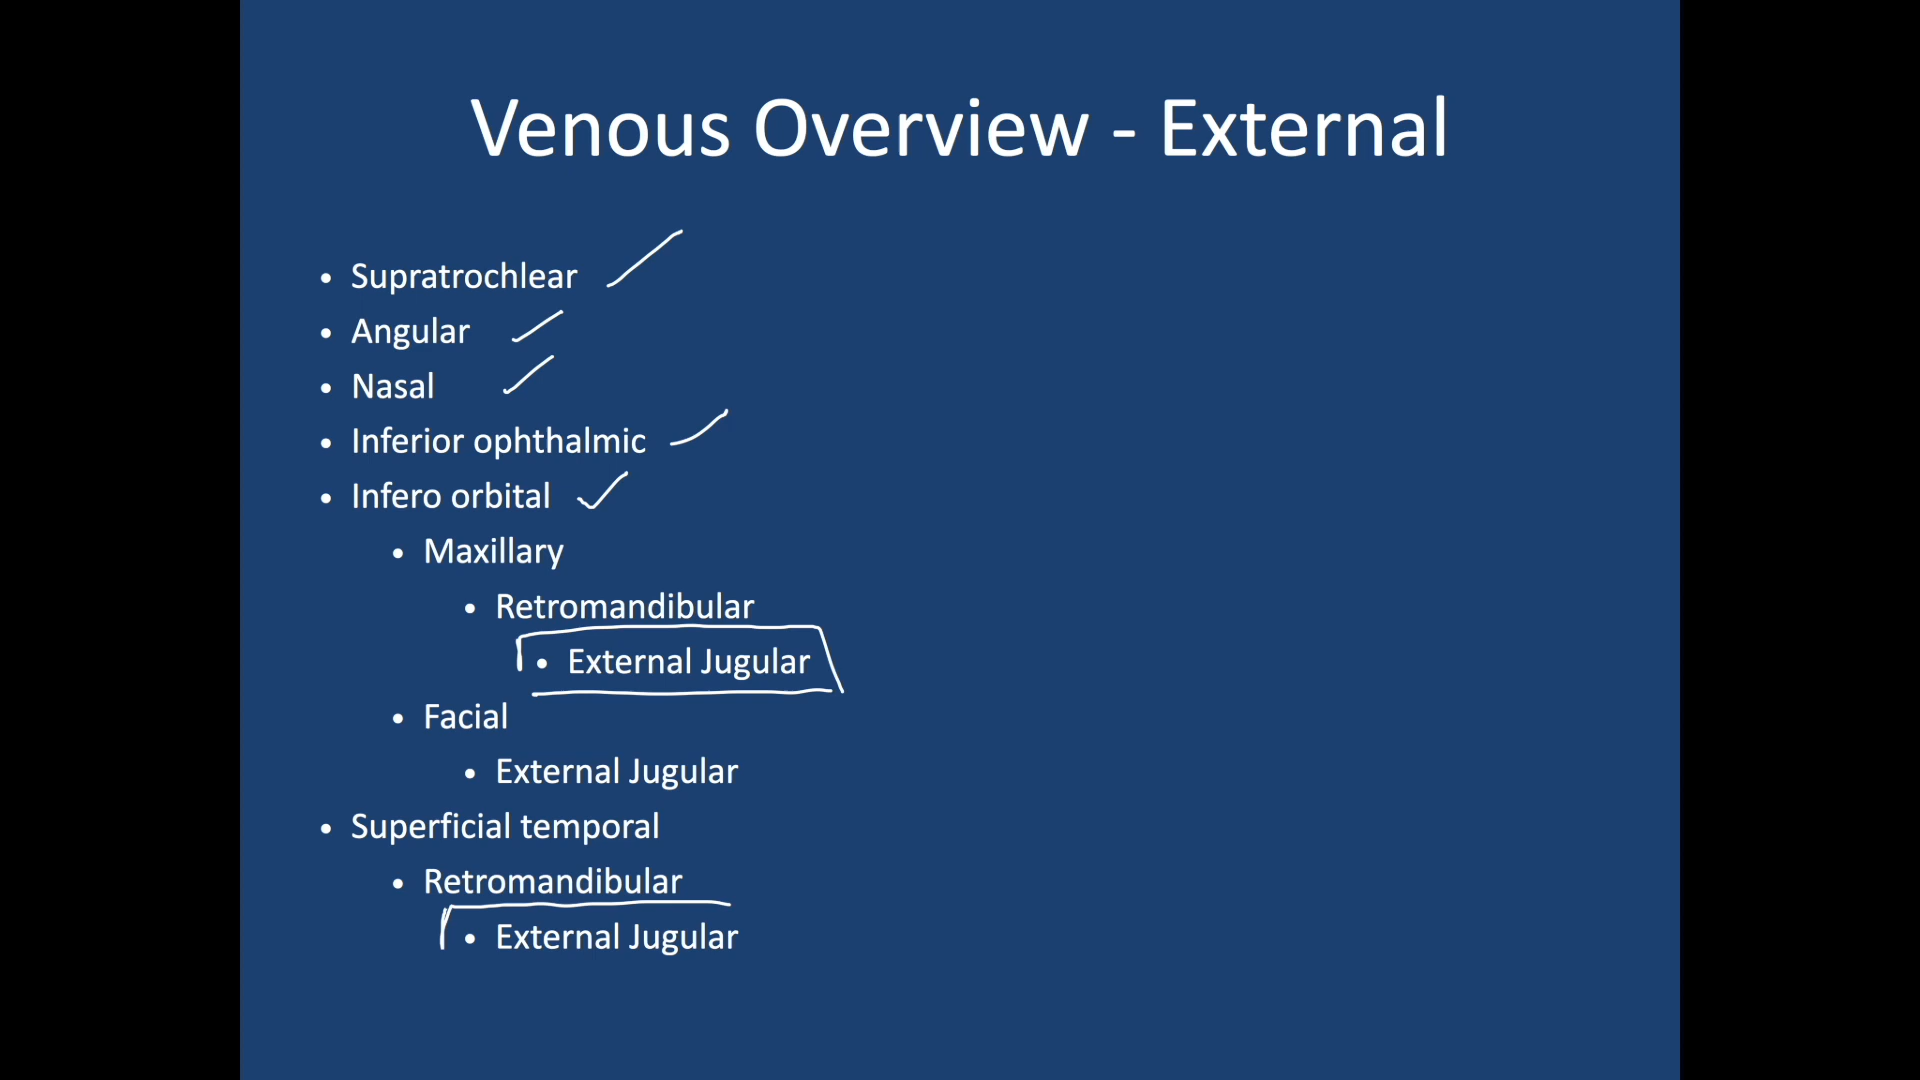 Venous Overview - External
• Supratrochlear
• Angular
• Nasal
• Inferior ophthalmic
• Infero orbital
• Maxillary
• Retromandibular
• External Jugular
• Facial
• External Jugular
• Superficial temporal
• Retromandibular
• External Jugular